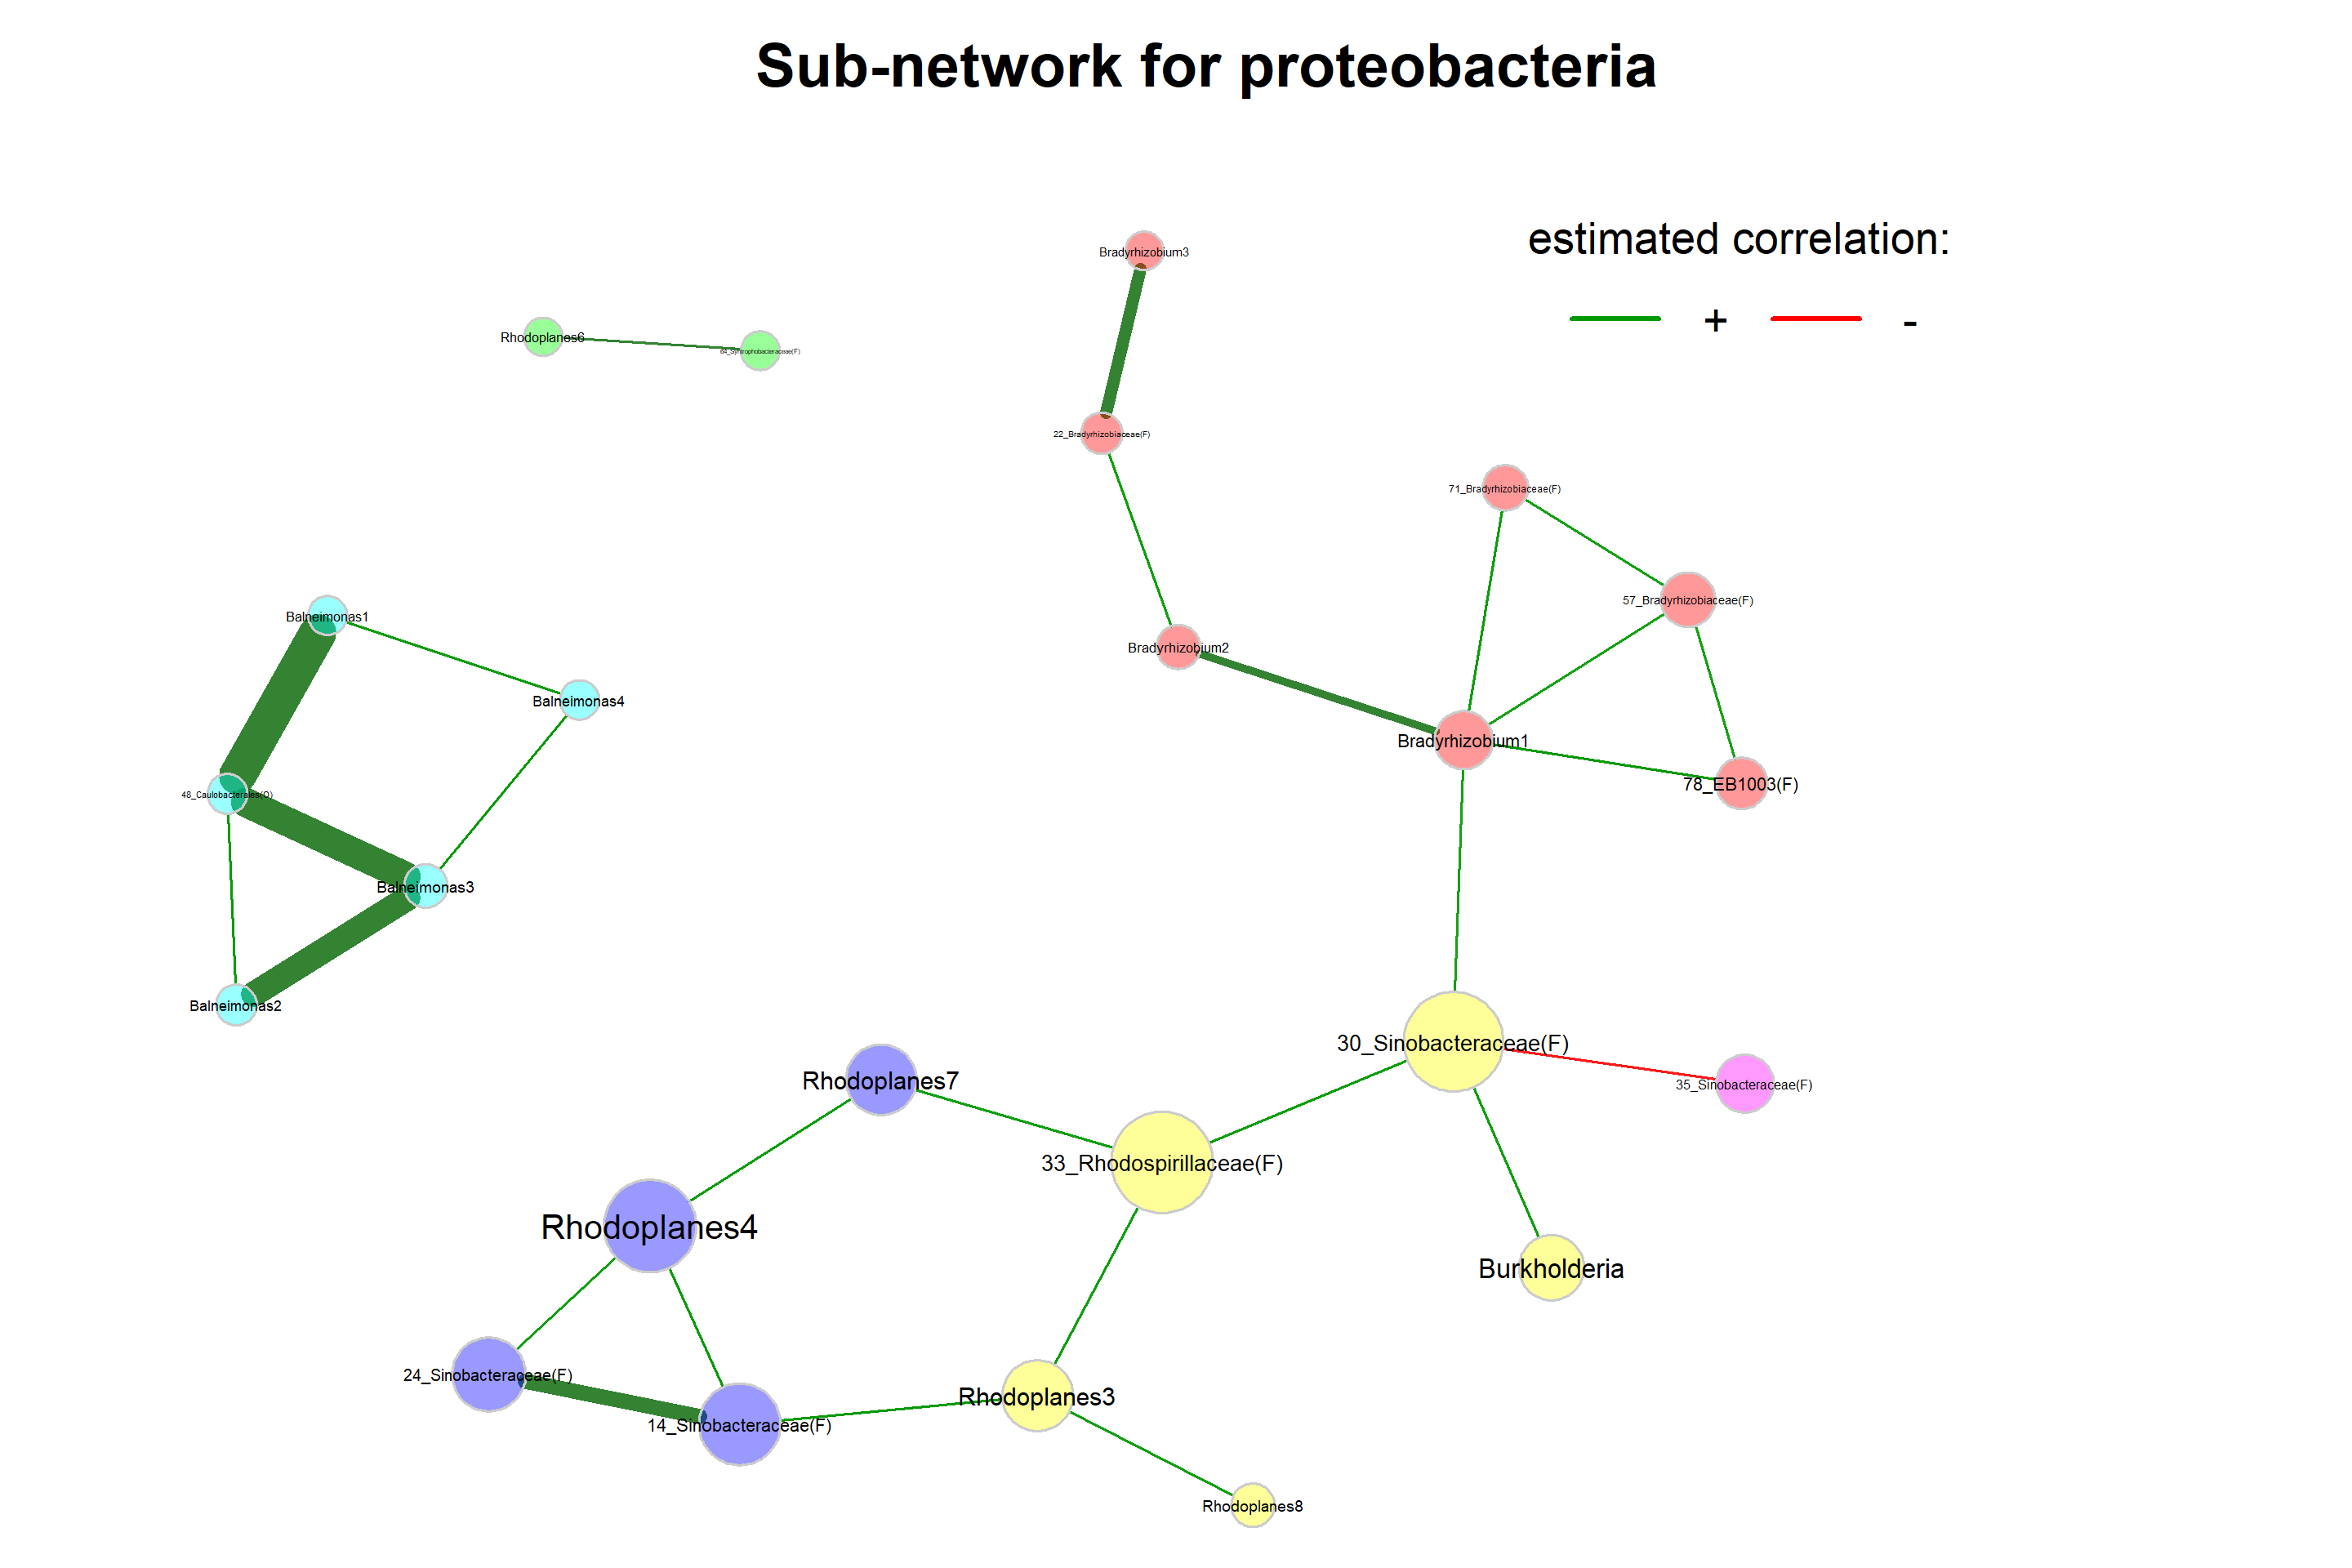 Sub-network for proteobacteria
estimated correlation:
+
-
Bradyrhizobium3
Rhodoplanes6
64_Syntrophobacteraceae(F)
22_Bradyrhizobiaceae(F)
71_Bradyrhizobiaceae(F)
57_Bradyrhizobiaceae(F)
Balneimonas1
Bradyrhizobium2
Balneimonas4
Bradyrhizobium1
78_EB1003(F)
48_Caulobacterales(O)
Balneimonas3
Balneimonas2
30_Sinobacteraceae(F)
Rhodoplanes7
35_Sinobacteraceae(F)
33_Rhodospirillaceae(F)
Rhodoplanes4
Burkholderia
24_Sinobacteraceae(F)
Rhodoplanes3
14_Sinobacteraceae(F)
Rhodoplanes8